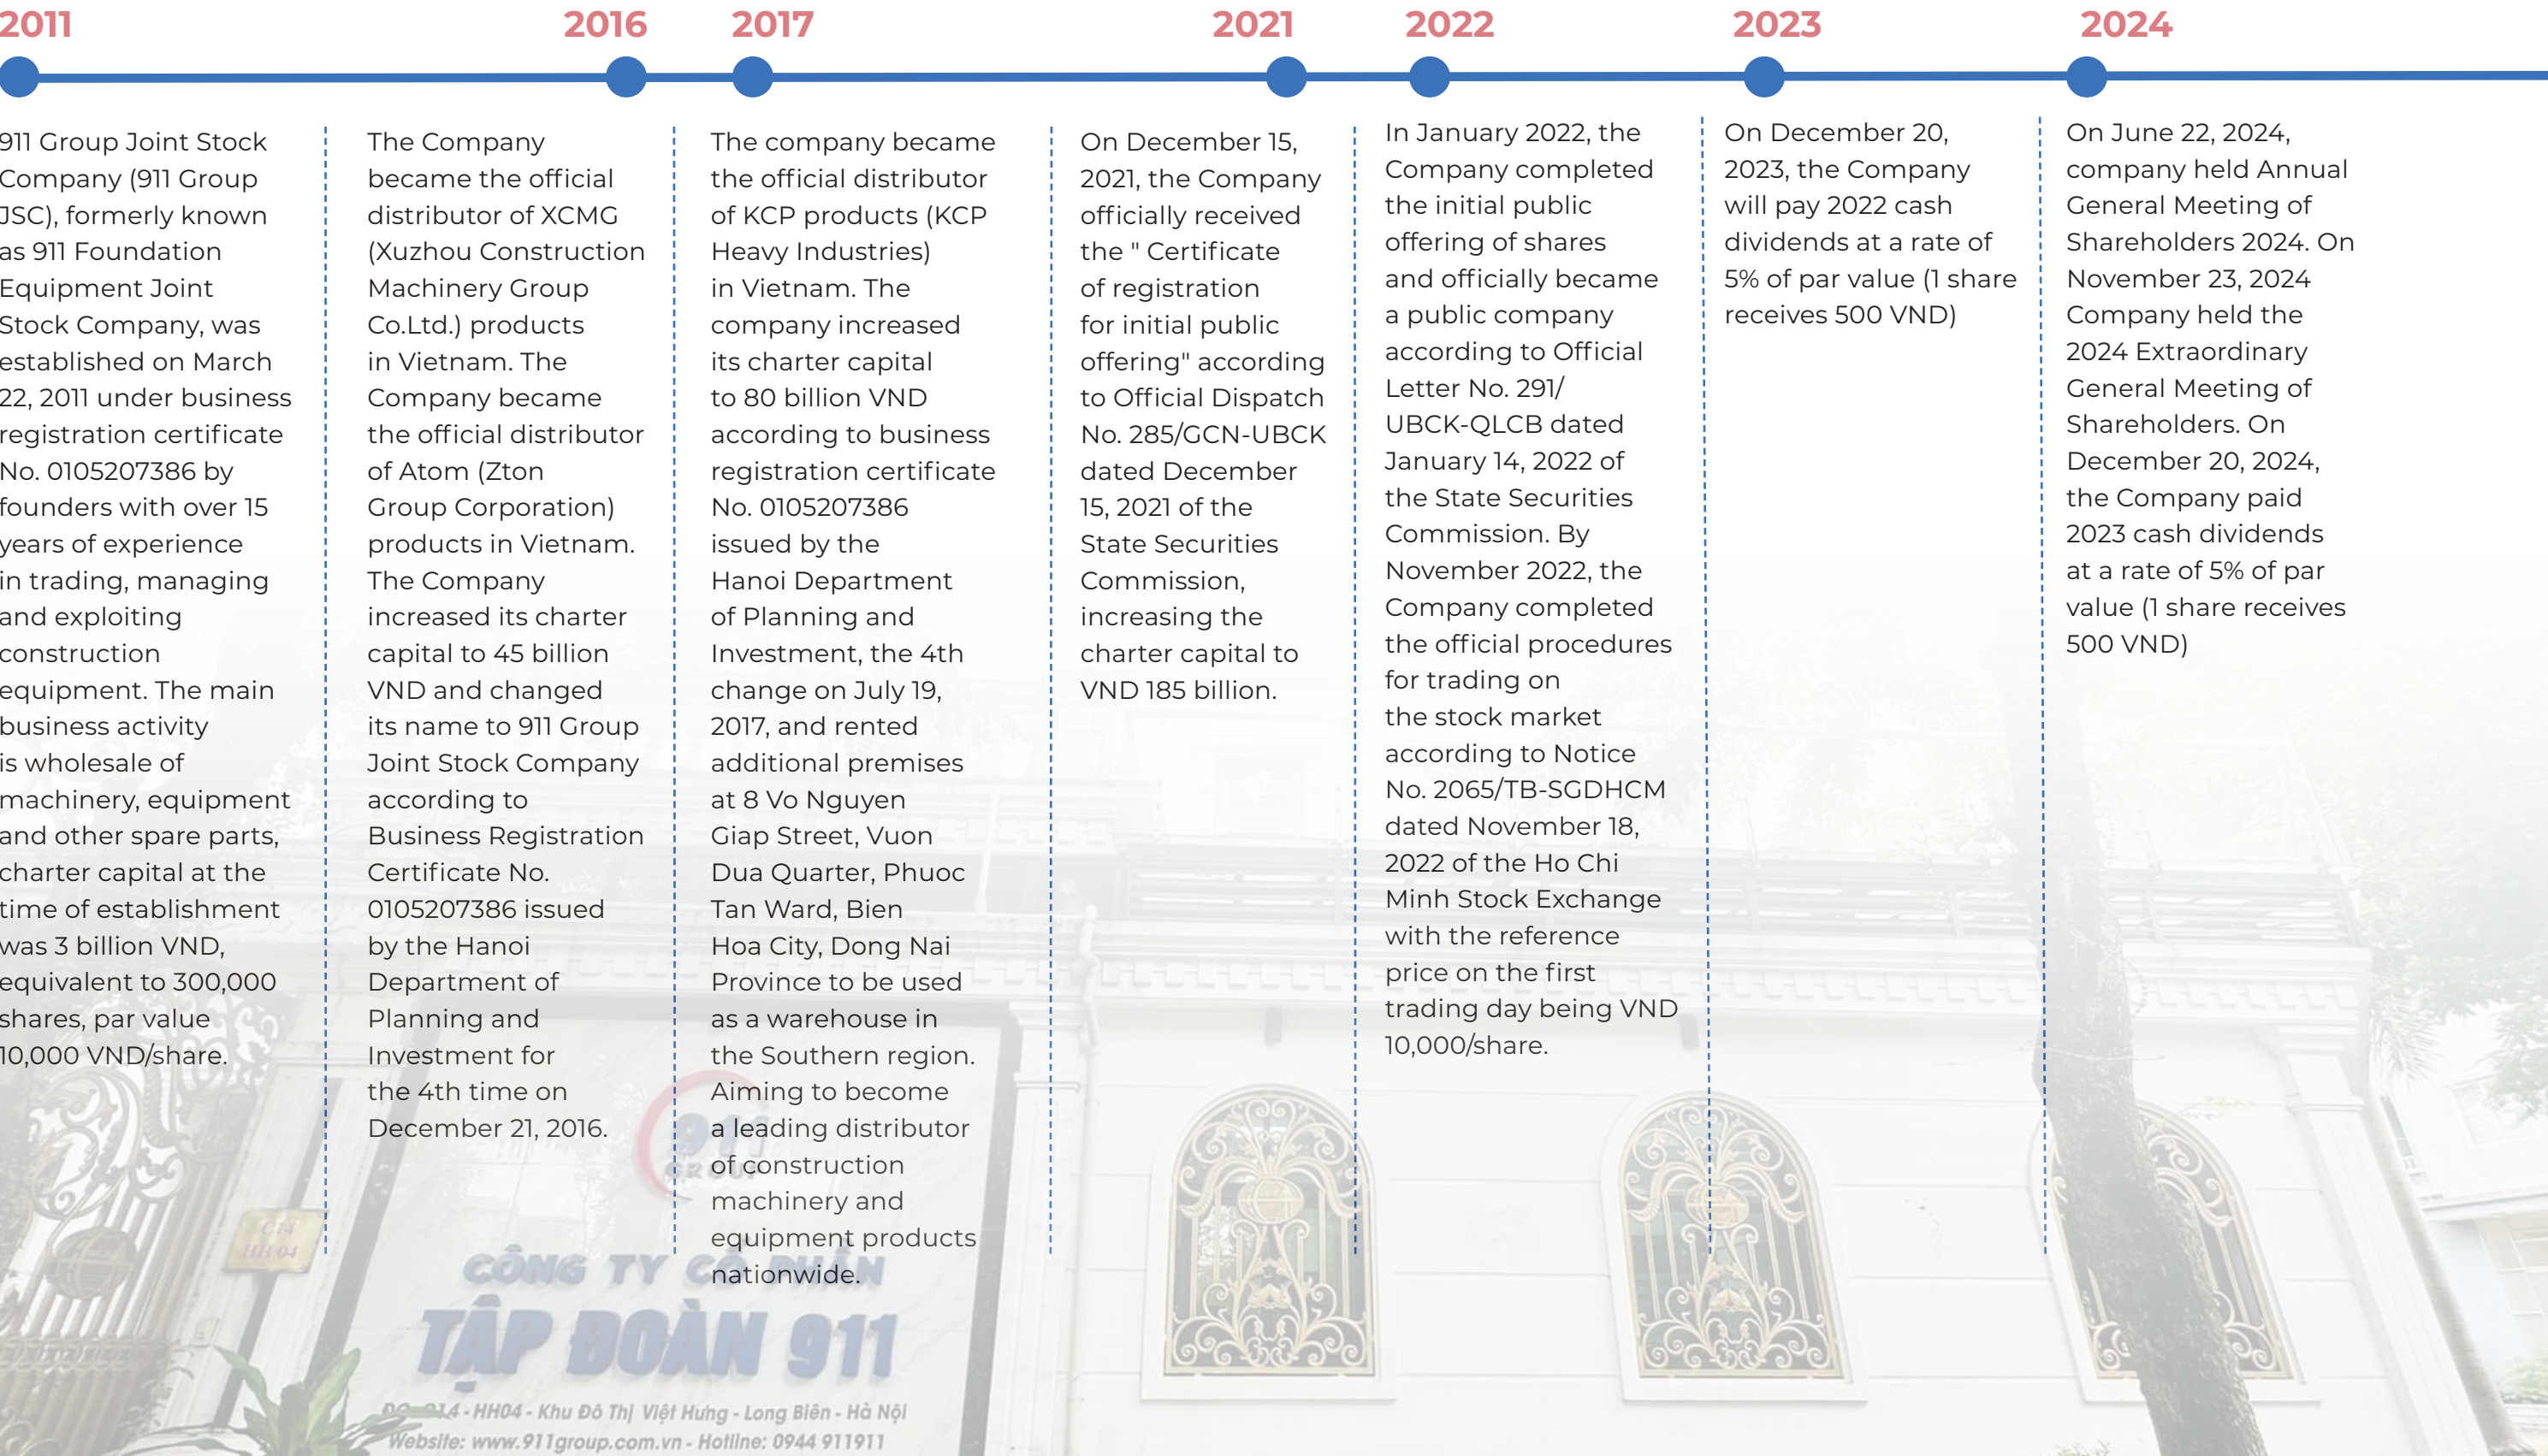 2011
2016
2017
2021
2022
2023
2024
911 Group Joint Stock
Company (911 Group
JSC), formerly known
as 911 Foundation
Equipment Joint
Stock Company, was
established on March
22, 2011 under business
registration certificate
No. 0105207386 by
founders with over 15
years of experience
in trading, managing
and exploiting
construction
equipment. The main
business activity
is wholesale of
machinery, equipment
and other spare parts,
charter capital at the
time of establishment
was 3 billion VND,
equivalent to 300,000
shares, par value
10,000 VND/share.
The Company
became the official
distributor of XCMG
(Xuzhou Construction
Machinery Group
Co.Ltd.) products
in Vietnam. The
Company became
the official distributor
of Atom (Zton
Group Corporation)
products in Vietnam.
The Company
increased its charter
capital to 45 billion
VND and changed
its name to 911 Group
Joint Stock Company
according to
Business Registration
Certificate No.
0105207386 issued
by the Hanoi
Department of
Planning and
Investment for
the 4th time on
December 21, 2016.
The company became
the official distributor
of KCP products (KCP
Heavy Industries)
in Vietnam. The
company increased
its charter capital
to 80 billion VND
according to business
registration certificate
No. 0105207386
issued by the
Hanoi Department
of Planning and
Investment, the 4th
change on July 19,
2017, and rented
additional premises
at 8 Vo Nguyen
Giap Street, Vuon
Dua Quarter, Phuoc
Tan Ward, Bien
Hoa City, Dong Nai
Province to be used
as a warehouse in
the Southern region.
Aiming to become
a leading distributor
of construction
machinery and
equipment products
nationwide.
On December 15,
2021, the Company
officially received
the " Certificate
of registration
for initial public
offering" according
to Official Dispatch
No. 285/GCN-UBCK
dated December
15, 2021 of the
State Securities
Commission,
increasing the
charter capital to
VND 185 billion.
In January 2022, the
Company completed
the initial public
offering of shares
and officially became
a public company
according to Official
Letter No. 291/
UBCK-QLCB dated
January 14, 2022 of
the State Securities
Commission. By
November 2022, the
Company completed
the official procedures
for trading on
the stock market
according to Notice
No. 2065/TB-SGDHCM
dated November 18,
2022 of the Ho Chi
Minh Stock Exchange
with the reference
price on the first
trading day being VND
10,000/share.
On December 20,
2023, the Company
will pay 2022 cash
dividends at a rate of
5% of par value (1 share
receives 500 VND)
On June 22, 2024,
company held Annual
General Meeting of
Shareholders 2024. On
November 23, 2024
Company held the
2024 Extraordinary
General Meeting of
Shareholders. On
December 20, 2024,
the Company paid
2023 cash dividends
at a rate of 5% of par
value (1 share receives
500 VND)
911
GROUP
C14
HH 04
CÔNG TY CỔ PHẦN
TẬP ĐOÀN 911
- HH04 - Khu Đô Thị Việt Hưng - Long Biên - Hà Nội
Website: www.911group.com.vn - Hotline: 0944 911911